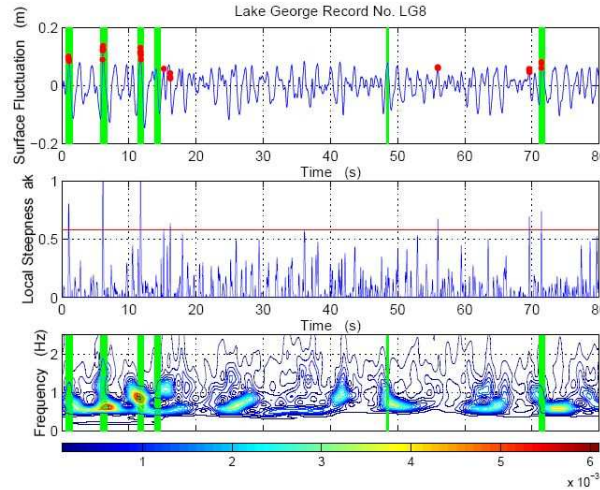 Lake George Record No. LG8
Surface Fluctuation (m)
0.2
0
−0.2
0 10 20 30 40 50 60 70 80
Time (s)
Local Steepness ak
1
0.5
0
0 10 20 30 40 50 60 70 80
Time (s)
Frequency (Hz)
2
1
0
1 2 3 4 5 6
x 10⁻³